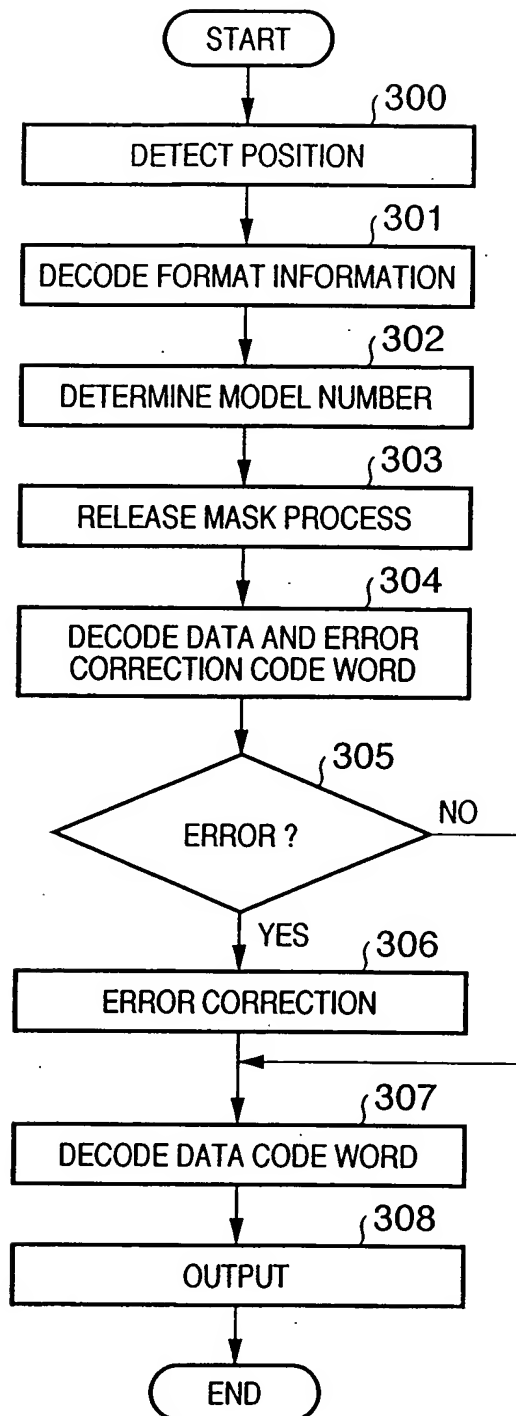 START
300
DETECT POSITION
301
DECODE FORMAT INFORMATION
302
DETERMINE MODEL NUMBER
303
RELEASE MASK PROCESS
304
DECODE DATA AND ERROR
CORRECTION CODE WORD
305
ERROR ?
NO
YES
306
ERROR CORRECTION
307
DECODE DATA CODE WORD
308
OUTPUT
END